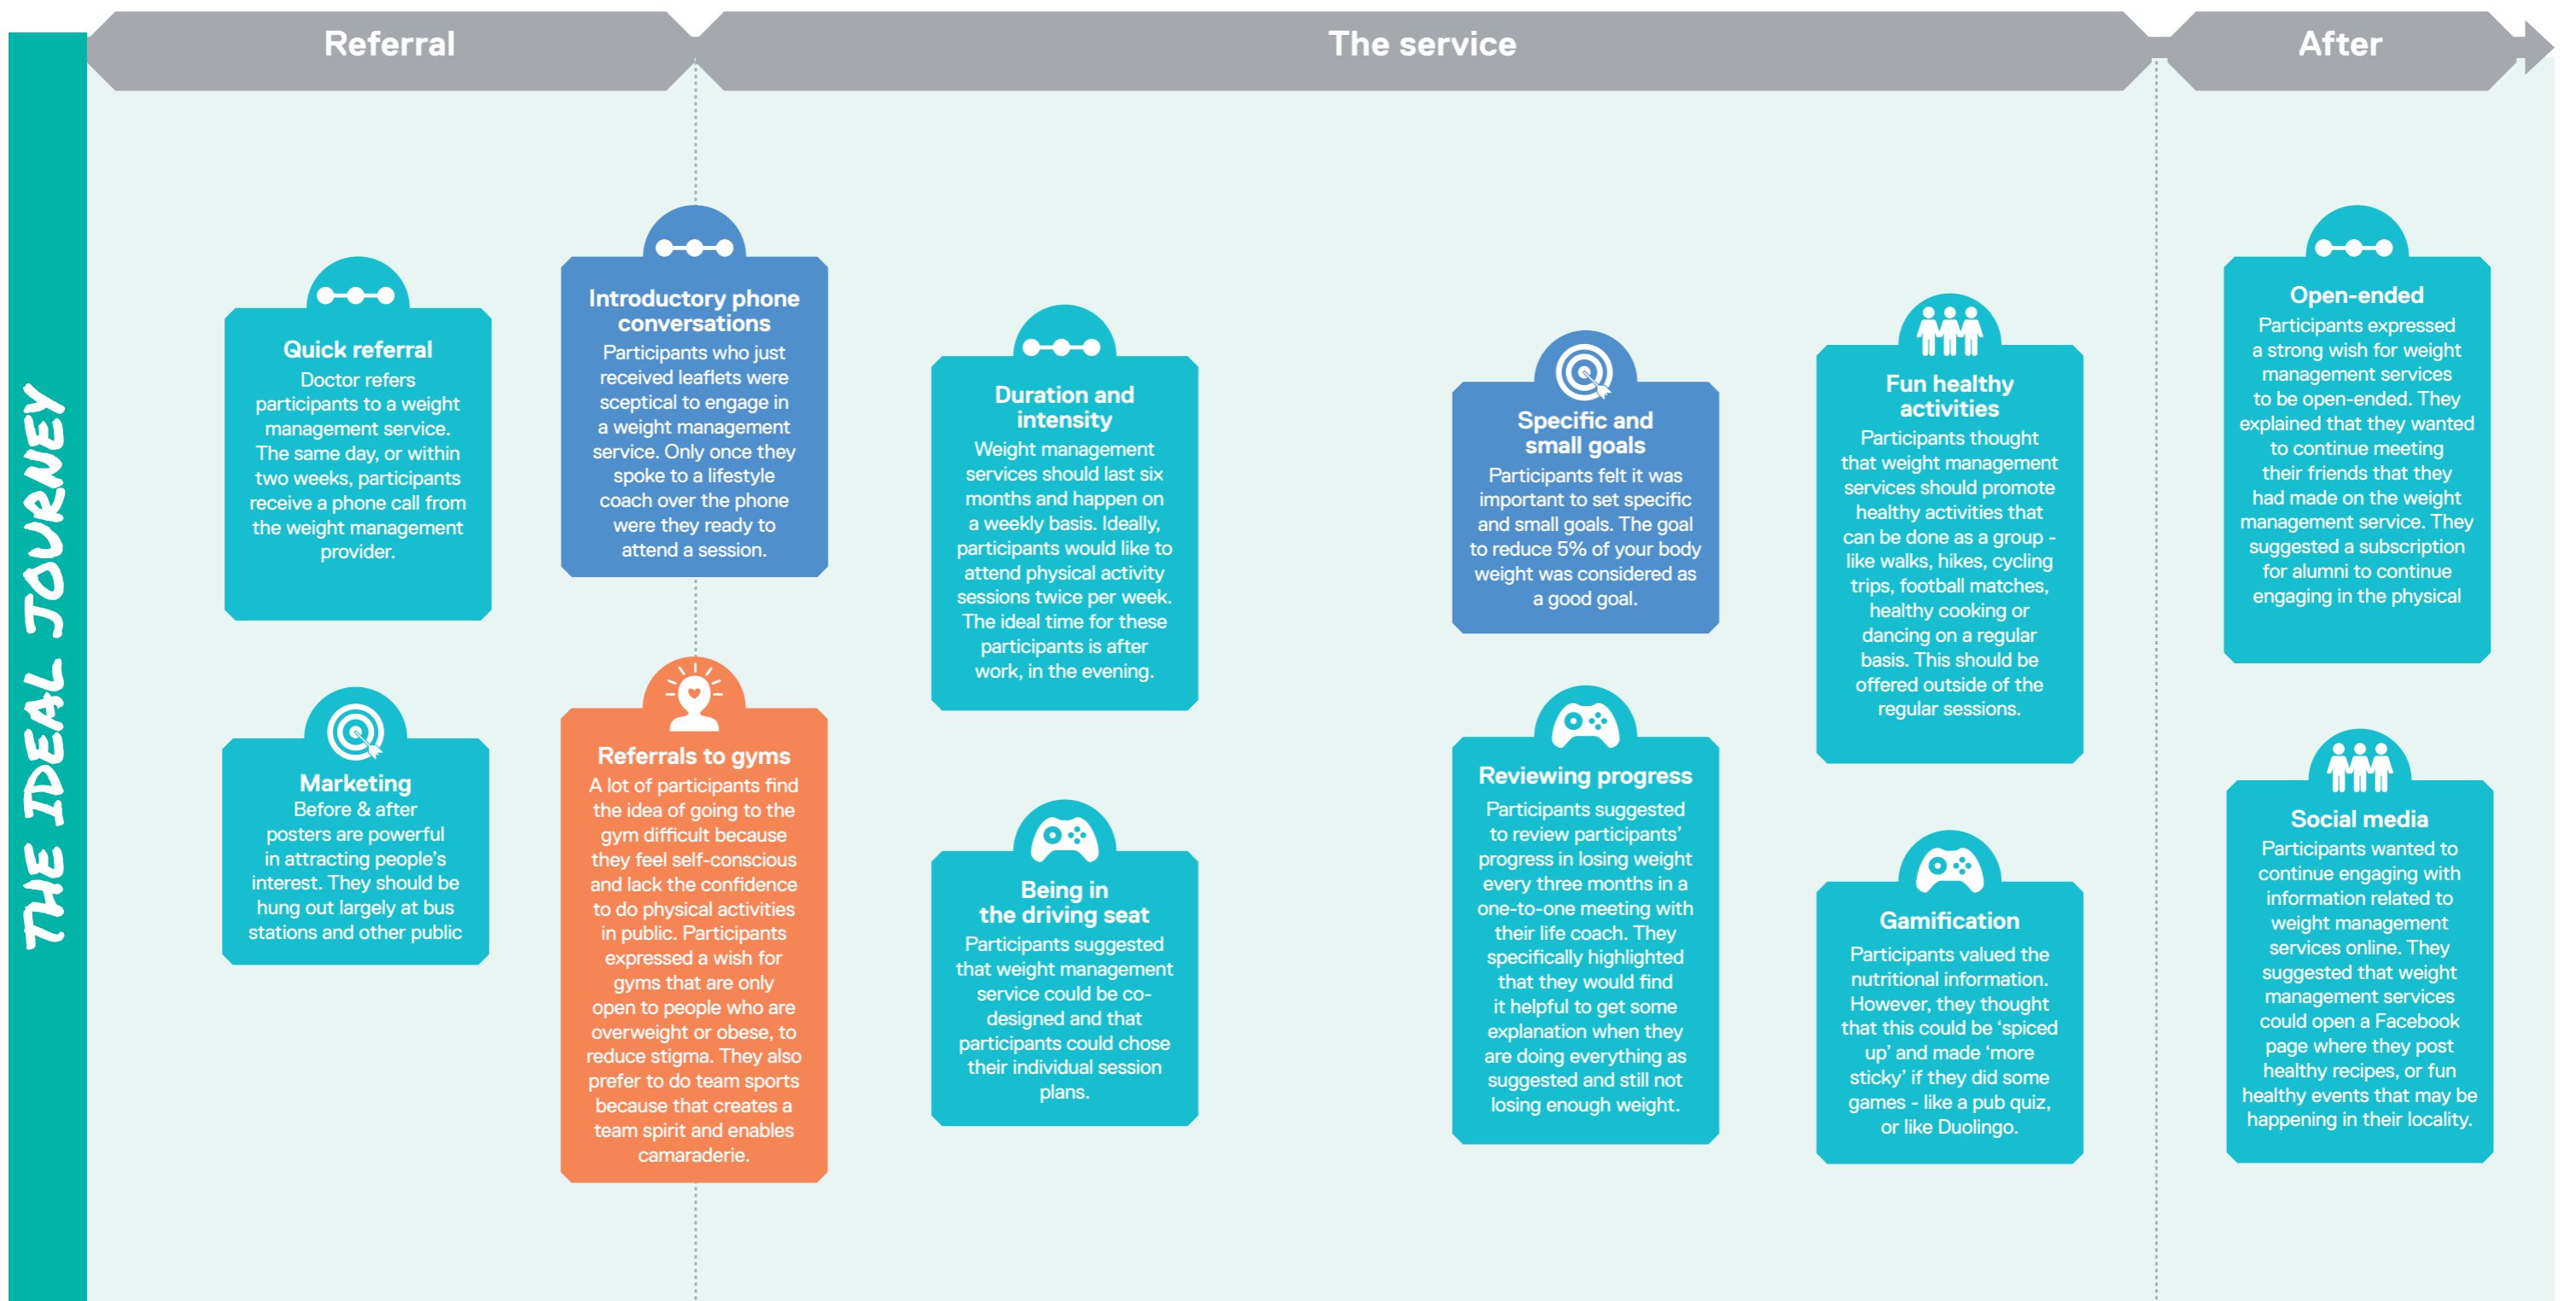 Referral
The service
After
THE IDEAL JOURNEY
Quick referral
Doctor refers
participants to a weight
management service.
The same day, or within
two weeks, participants
receive a phone call from
the weight management
provider.
Marketing
Before & after
posters are powerful
in attracting people's
interest. They should be
hung out largely at bus
stations and other public
Introductory phone
conversations
Participants who just
received leaflets were
sceptical to engage in
a weight management
service. Only once they
spoke to a lifestyle
coach over the phone
were they ready to
attend a session.
Referrals to gyms
A lot of participants find
the idea of going to the
gym difficult because
they feel self-conscious
and lack the confidence
to do physical activities
in public. Participants
expressed a wish for
gyms that are only
open to people who are
overweight or obese, to
reduce stigma. They also
prefer to do team sports
because that creates a
team spirit and enables
camaraderie.
Duration and
intensity
Weight management
services should last six
months and happen on
a weekly basis. Ideally,
participants would like to
attend physical activity
sessions twice per week.
The ideal time for these
participants is after
work, in the evening.
Being in
the driving seat
Participants suggested
that weight management
service could be co-
designed and that
participants could chose
their individual session
plans.
Specific and
small goals
Participants felt it was
important to set specific
and small goals. The goal
to reduce 5% of your body
weight was considered as
a good goal.
Reviewing progress
Participants suggested
to review participants'
progress in losing weight
every three months in a
one-to-one meeting with
their life coach. They
specifically highlighted
that they would find
it helpful to get some
explanation when they
are doing everything as
suggested and still not
losing enough weight.
Fun healthy
activities
Participants thought
that weight management
services should promote
healthy activities that
can be done as a group -
like walks, hikes, cycling
trips, football matches,
healthy cooking or
dancing on a regular
basis. This should be
offered outside of the
regular sessions.
Gamification
Participants valued the
nutritional information.
However, they thought
that this could be 'spiced
up' and made 'more
sticky' if they did some
games - like a pub quiz,
or like Duolingo.
Open-ended
Participants expressed
a strong wish for weight
management services
to be open-ended. They
explained that they wanted
to continue meeting
their friends that they
had made on the weight
management service. They
suggested a subscription
for alumni to continue
engaging in the physical
Social media
Participants wanted to
continue engaging with
information related to
weight management
services online. They
suggested that weight
management services
could open a Facebook
page where they post
healthy recipes, or fun
healthy events that may be
happening in their locality.